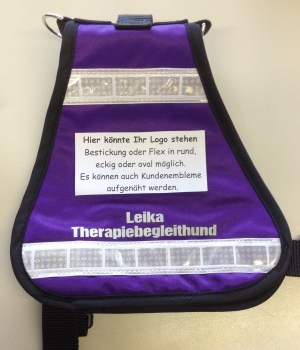 Hier könnte Ihr Logo stehen
Bestickung oder Flex in rund,
eckig oder oval möglich.
Es können auch Kundenembleme
aufgenäht werden.
Leika
Therapiebegleithund